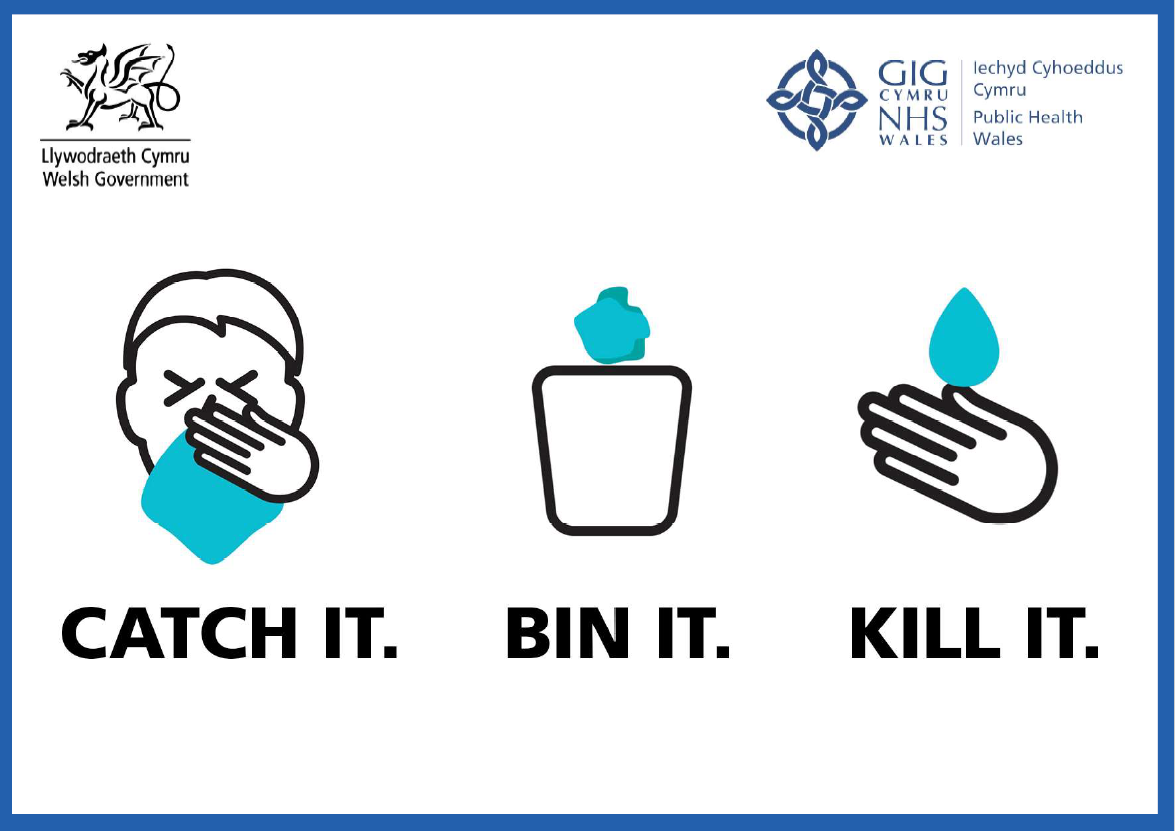 Llywodraeth Cymru
Welsh Government
GIG
CYMRU
NHS
WALES
Iechyd Cyhoeddus
Cymru
Public Health
Wales
CATCH IT.
BIN IT.
KILL IT.